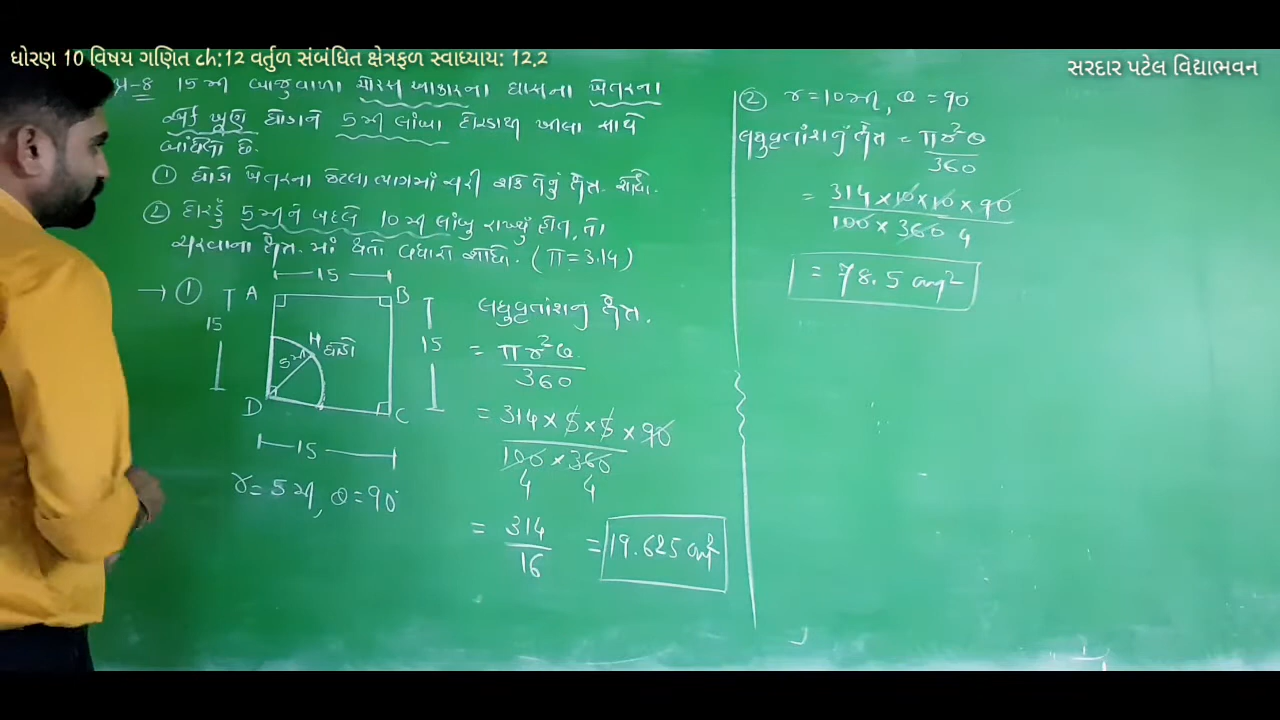 ધોરણ 10 વિષય ગણિત ch:12 વર્તુળ સંબંધિત ક્ષેત્રફળ સ્વાધ્યાય: 12.2
સરદાર પટેલ વિદ્યાભવન
પ્ર-8 15 મી બાજુવાળા ચોરસ આકારના ઘાસના ખેતરના
એક ખૂણે ઘોડાને 5 મી લાંબા દોરડાથી ખીલા સાથે
બાંધેલો છે.
① ઘોડો ખેતરના કેટલા ભાગમાં ચરી શકે તેનું ક્ષેત્ર. શોધો.
② દોરડું 5 મીને બદલે 10 મી લાંબુ રાખ્યું હોત, તો
ચરવાના ક્ષેત્ર. માં થતો વધારો શોધો. (π = 3.14)
→ ①
15
A B
15
H ઘોડો
5મી
15
D C
15
r = 5 મી, θ = 90°
લઘુવૃતાંશનું ક્ષેત્ર.
= πr²θ
360
= 314 × 5 × 5 × 90
100 × 360
4 4
= 314
16
= 19.625 cm²
② r = 10 મી, θ = 90
લઘુવૃતાંશનું ક્ષેત્ર = πr²θ
360
= 314 × 10 × 10 × 90
100 × 360 4
= 78.5 cm²